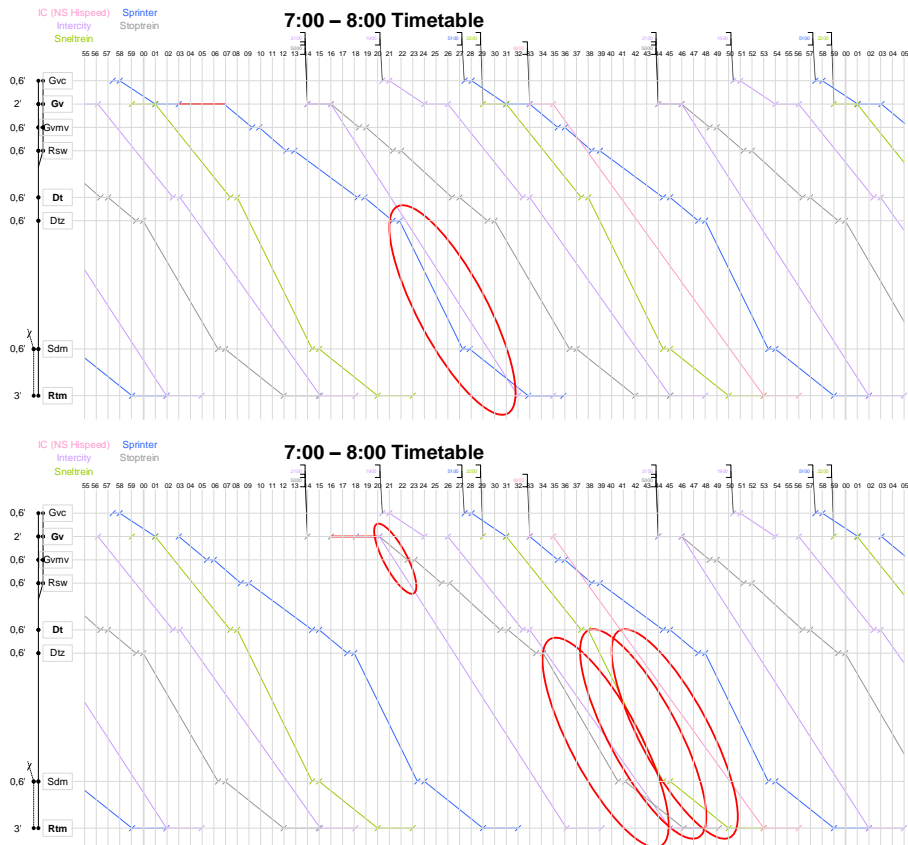 7:00 – 8:00 Timetable
IC (NS Hispeed) Sprinter
Intercity Stoptrein
Sneltrein
55 56 57 58 59 00 01 02 03 04 05 06 07 08 09 10 11 12 13 14 15 16 17 18 19 20 21 22 23 24 25 26 27 28 29 30 31 32 33 34 35 36 37 38 39 40 41 42 43 44 45 46 47 48 49 50 51 52 53 54 55 56 57 58 59 00 01 02 03 04 05
0,6' Gvc
2' Gv
0,6' Gvmv
0,6' Rsw
0,6' Dt
0,6' Dtz
0,6' Sdm
3' Rtm
7:00 – 8:00 Timetable
IC (NS Hispeed) Sprinter
Intercity Stoptrein
Sneltrein
55 56 57 58 59 00 01 02 03 04 05 06 07 08 09 10 11 12 13 14 15 16 17 18 19 20 21 22 23 24 25 26 27 28 29 30 31 32 33 34 35 36 37 38 39 40 41 42 43 44 45 46 47 48 49 50 51 52 53 54 55 56 57 58 59 00 01 02 03 04 05
0,6' Gvc
2' Gv
0,6' Gvmv
0,6' Rsw
0,6' Dt
0,6' Dtz
0,6' Sdm
3' Rtm